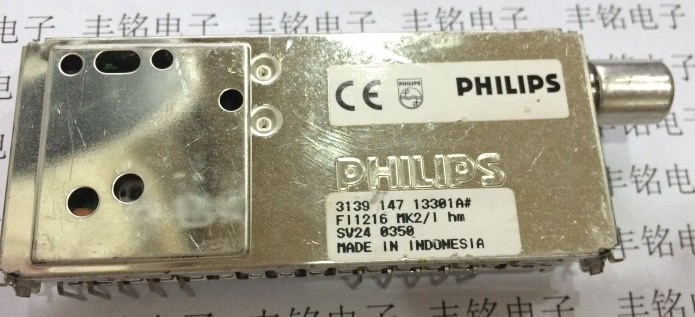 丰铭电子 丰铭电子
CE PHILIPS PHILIPS
PHILIPS
3139 147 13301A#
FI1216 MK2/I hm
SV24 0350
MADE IN INDONESIA
丰铭电子
丰铭电子